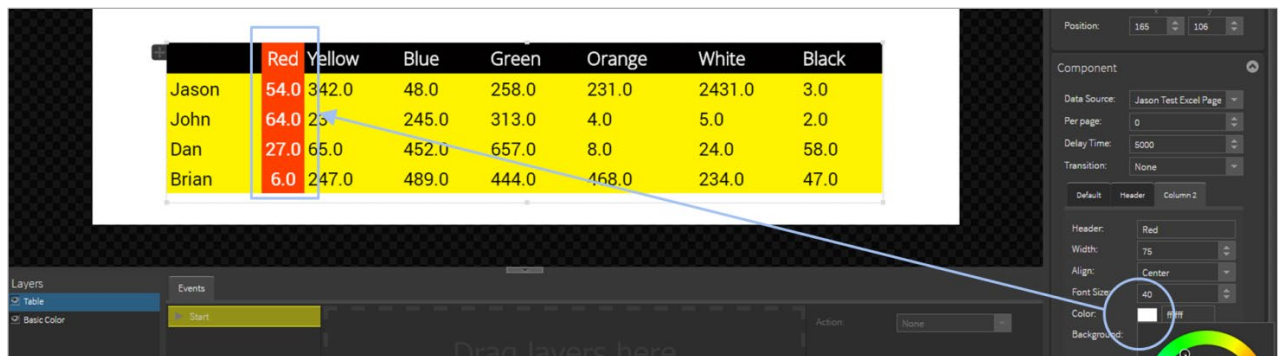 x y
Position: 165 106
Component
Data Source: Jason Test Excel Page
Per page: 0
Delay Time: 5000
Transition: None
Default Header Column 2
Header: Red
Width: 75
Align: Center
Font Size: 40
Color: ffffff
Background:
Red Yellow Blue Green Orange White Black
Jason 54.0 342.0 48.0 258.0 231.0 2431.0 3.0
John 64.0 245.0 313.0 4.0 5.0 2.0
Dan 27.0 65.0 452.0 657.0 8.0 24.0 58.0
Brian 6.0 247.0 489.0 444.0 468.0 234.0 47.0
Layers
Table
Basic Color
Events
Start
Drag layers here
Action: None